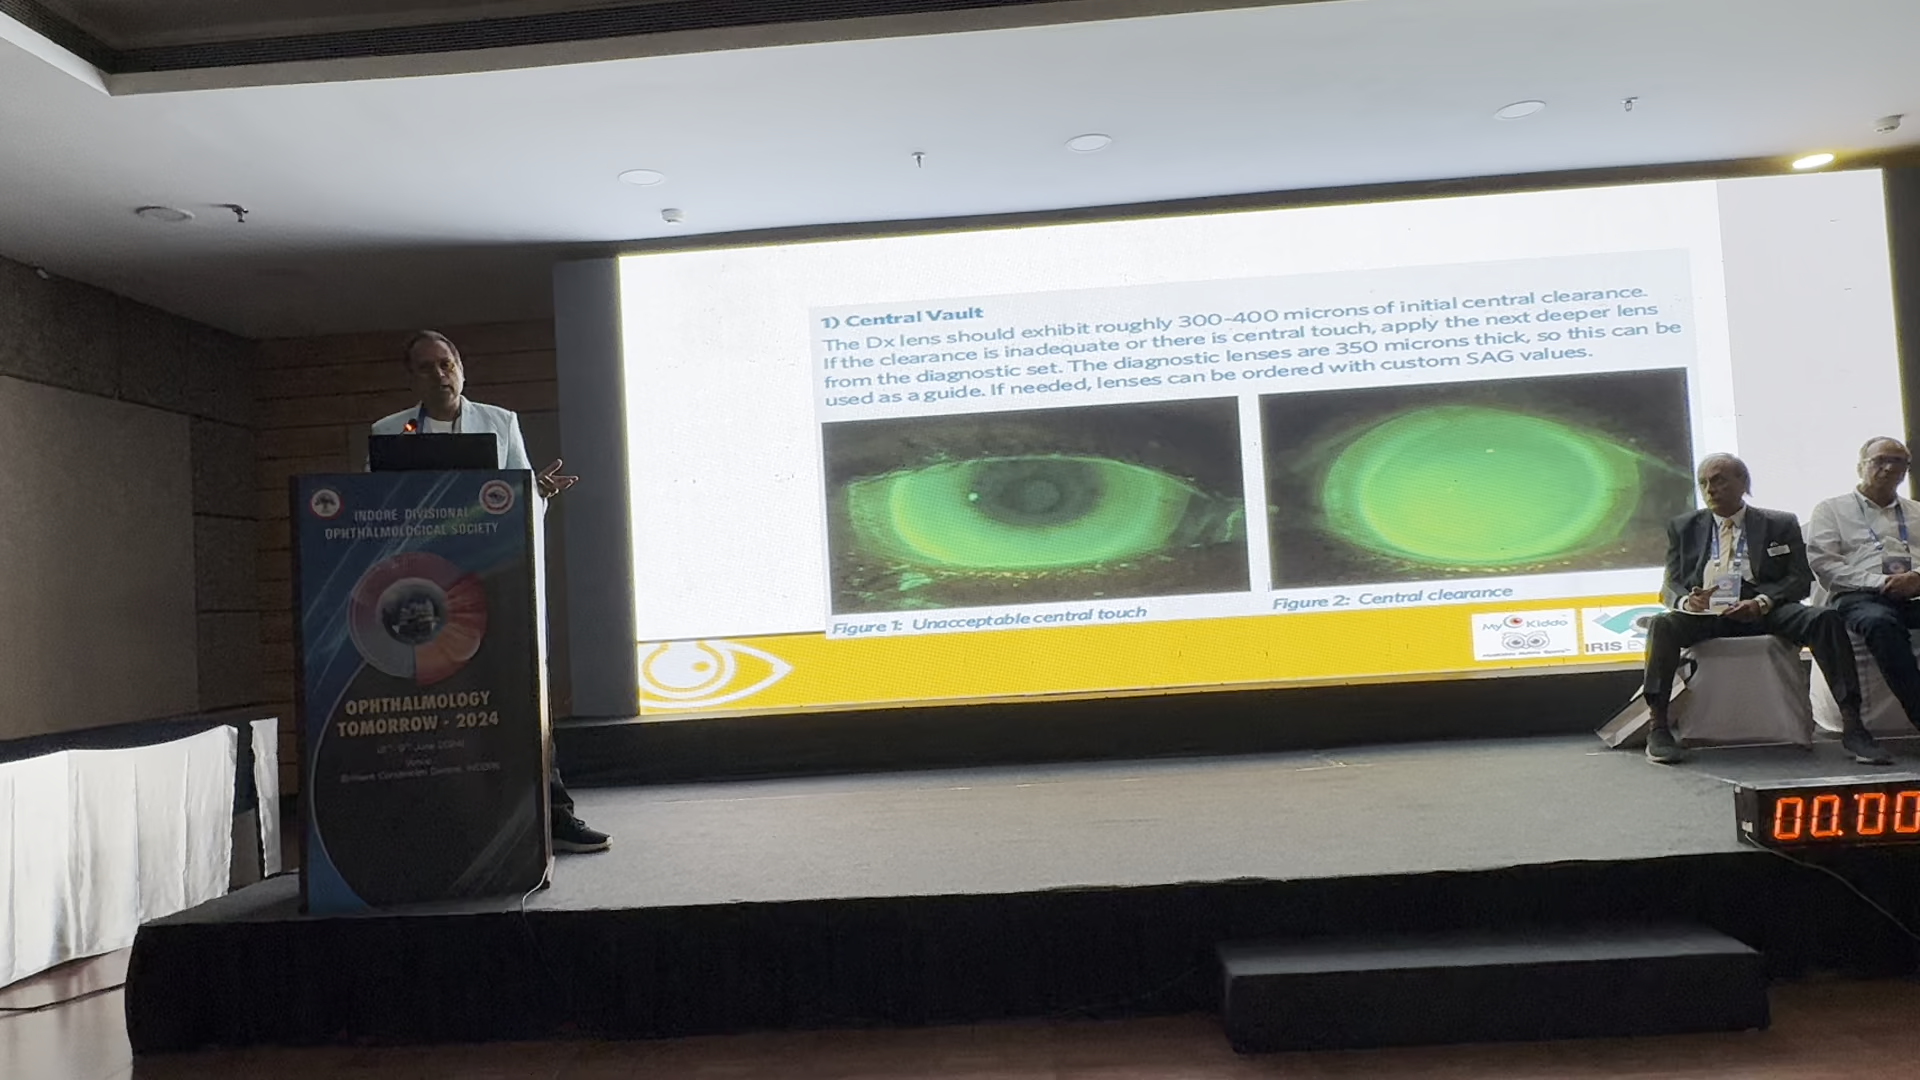 1) Central Vault
The Dx lens should exhibit roughly 300-400 microns of initial central clearance.
If the clearance is inadequate or there is central touch, apply the next deeper lens
from the diagnostic set. The diagnostic lenses are 350 microns thick, so this can be
used as a guide. If needed, lenses can be ordered with custom SAG values.
Figure 1: Unacceptable central touch
Figure 2: Central clearance
My Kiddo
IRIS
INDORE DIVISIONAL
OPHTHALMOLOGICAL SOCIETY
OPHTHALMOLOGY
TOMORROW - 2024
00:00